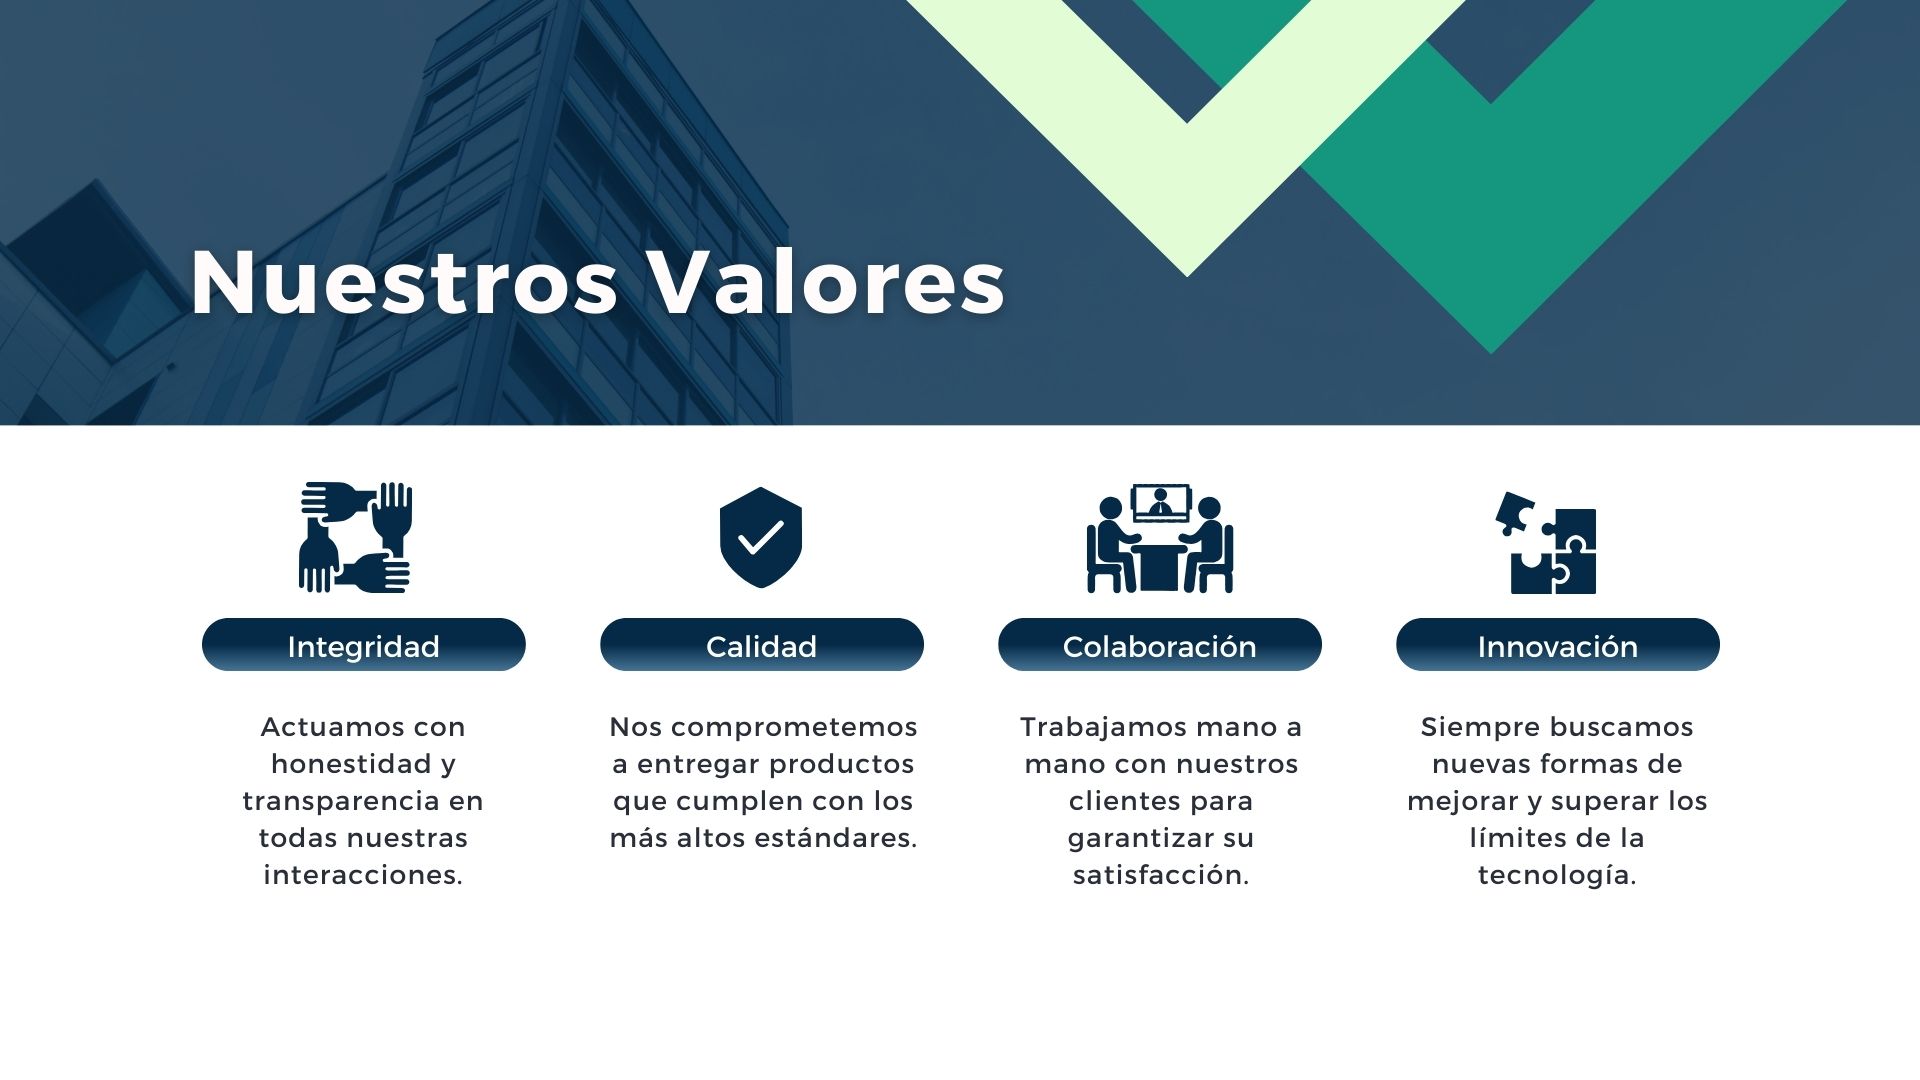 Nuestros Valores
Integridad
Actuamos con
honestidad y
transparencia en
todas nuestras
interacciones.
Calidad
Nos comprometemos
a entregar productos
que cumplen con los
más altos estándares.
Colaboración
Trabajamos mano a
mano con nuestros
clientes para
garantizar su
satisfacción.
Innovación
Siempre buscamos
nuevas formas de
mejorar y superar los
límites de la
tecnología.